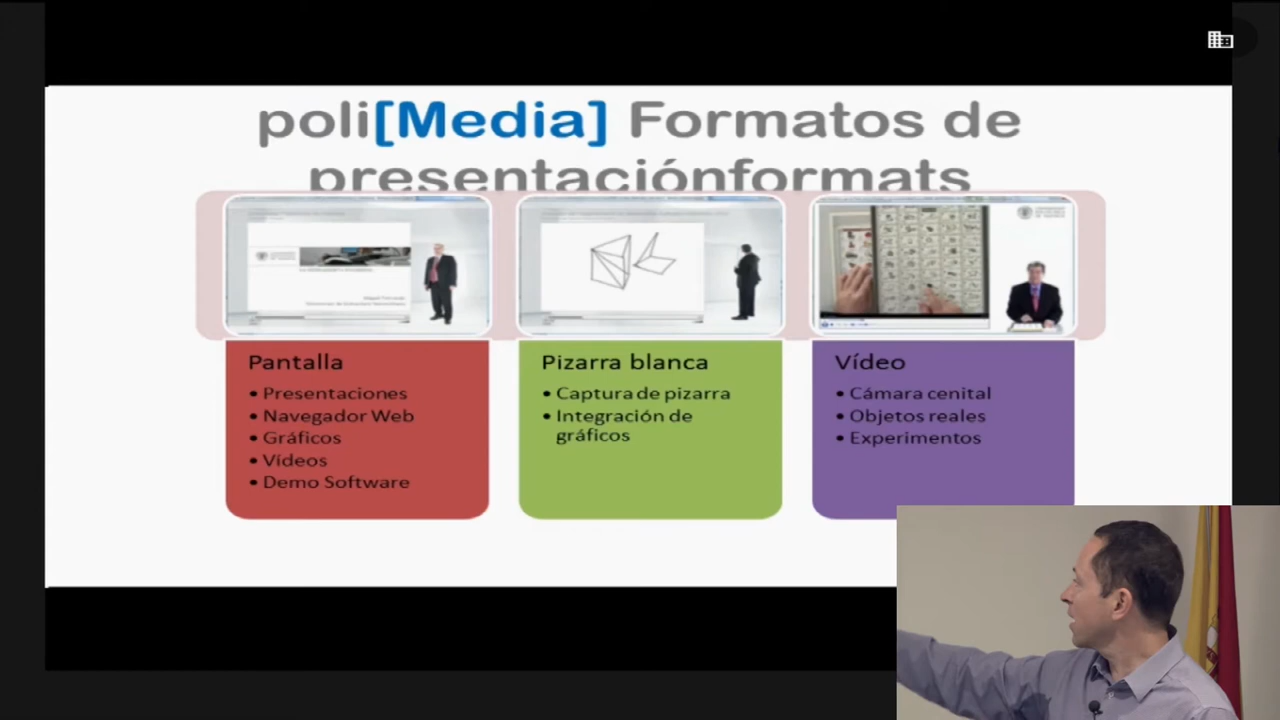 poli[Media] Formatos de
presentaciónformats
Pantalla
• Presentaciones
• Navegador Web
• Gráficos
• Vídeos
• Demo Software
Pizarra blanca
• Captura de pizarra
• Integración de
gráficos
Vídeo
• Cámara cenital
• Objetos reales
• Experimentos